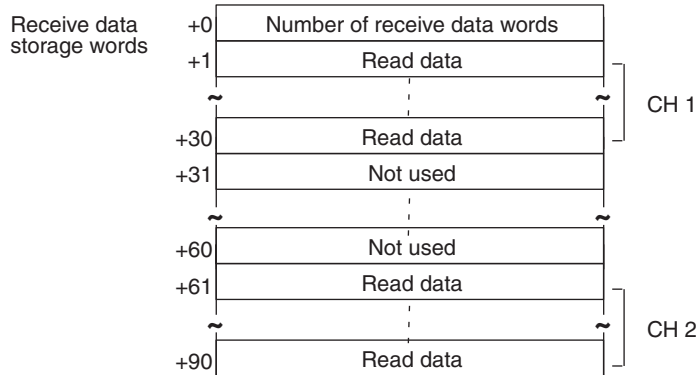 Receive data
storage words
+0 Number of receive data words
+1 Read data
CH 1
+30 Read data
+31 Not used
+60 Not used
+61 Read data
CH 2
+90 Read data